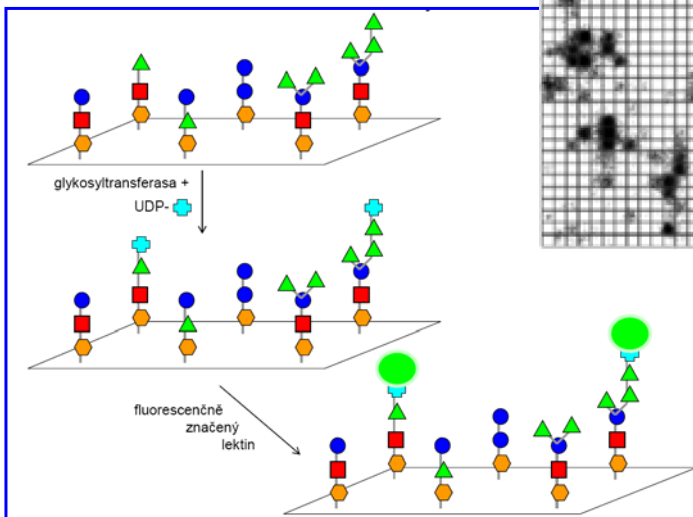 glykosyltransferasa +
UDP-
fluorescenčně
značený
lektin